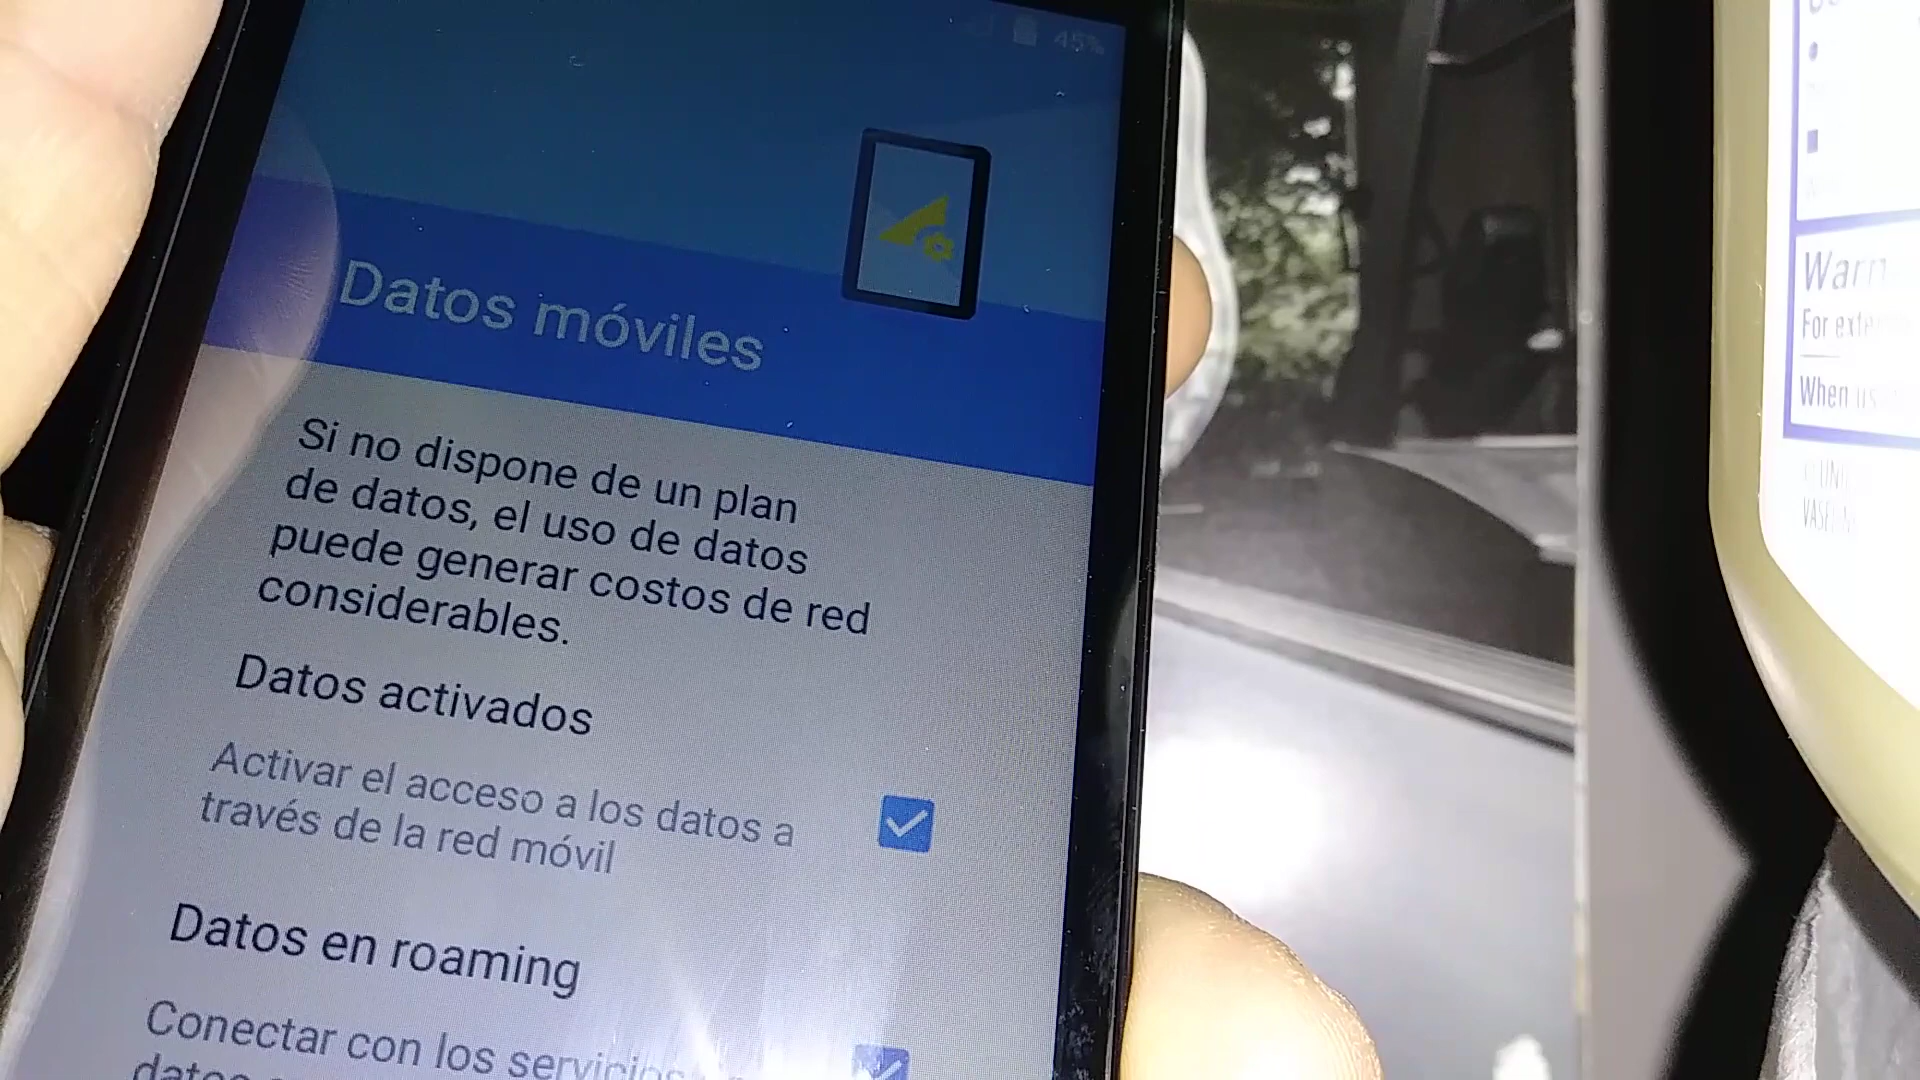 45%
Datos móviles
Si no dispone de un plan
de datos, el uso de datos
puede generar costos de red
considerables.
Datos activados
Activar el acceso a los datos a
través de la red móvil
Datos en roaming
Conectar con los servicios
datos
Warn
For exte
When us